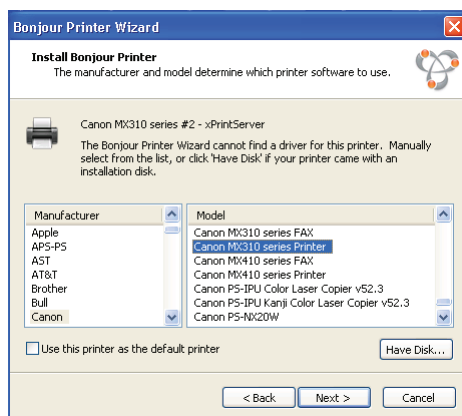 Bonjour Printer Wizard
Install Bonjour Printer
The manufacturer and model determine which printer software to use.
Canon MX310 series #2 - xPrintServer
The Bonjour Printer Wizard cannot find a driver for this printer. Manually
select from the list, or click 'Have Disk' if your printer came with an
installation disk.
Manufacturer
Apple
APS-PS
AST
AT&T
Brother
Bull
Canon
Model
Canon MX310 series FAX
Canon MX310 series Printer
Canon MX410 series FAX
Canon MX410 series Printer
Canon PS-IPU Color Laser Copier v52.3
Canon PS-IPU Kanji Color Laser Copier v52.3
Canon PS-NX20W
Use this printer as the default printer
Have Disk...
< Back
Next >
Cancel